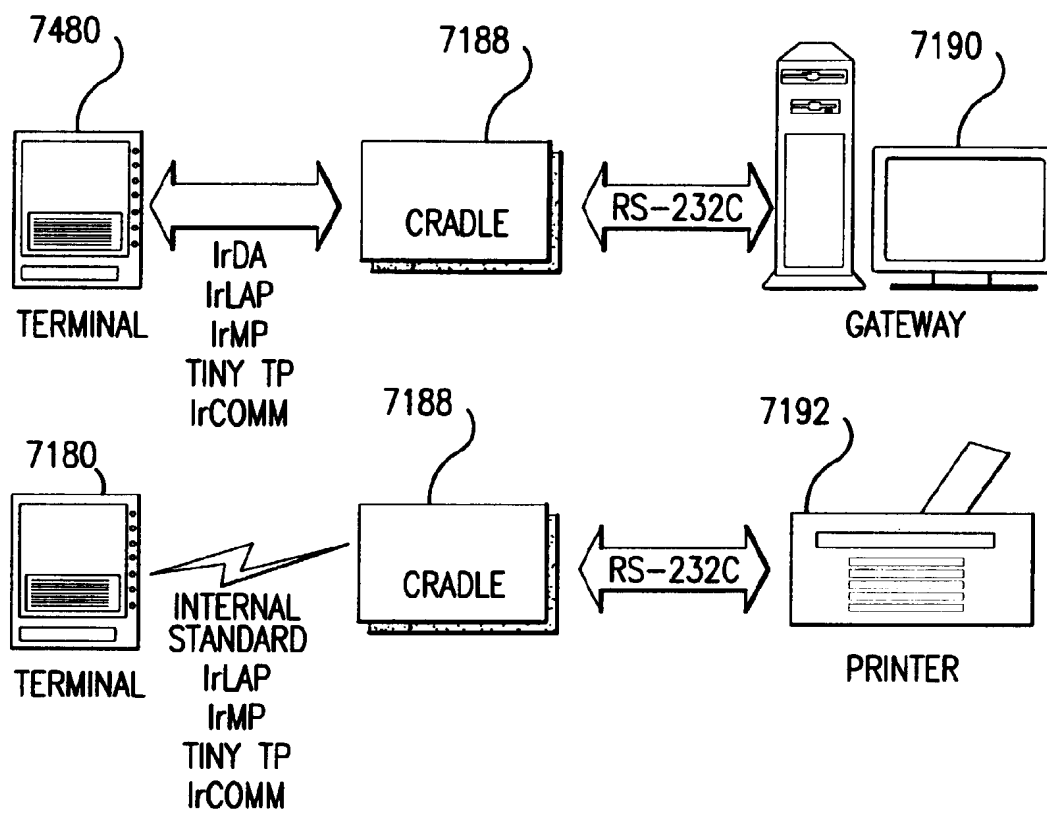 7480
7188
7190
CRADLE
RS-232C
IrDA
IrLAP
IrMP
TINY TP
IrCOMM
TERMINAL
GATEWAY
7180
7188
7192
CRADLE
RS-232C
INTERNAL
STANDARD
IrLAP
IrMP
TINY TP
IrCOMM
TERMINAL
PRINTER